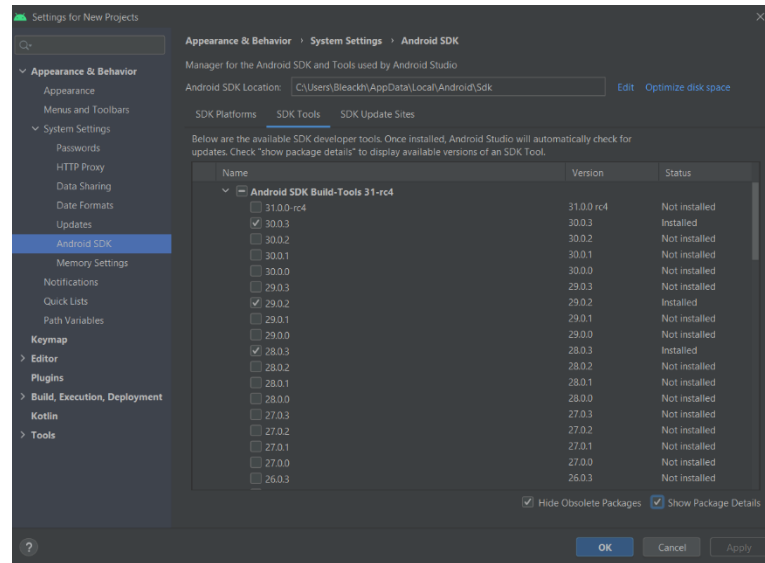 Settings for New Projects
Appearance & Behavior › System Settings › Android SDK
Manager for the Android SDK and Tools used by Android Studio
Android SDK Location: C:\Users\Bleackh\AppData\Local\Android\Sdk Edit Optimize disk space
Appearance & Behavior
Appearance
Menus and Toolbars
System Settings
Passwords
HTTP Proxy
Data Sharing
Date Formats
Updates
Android SDK
Memory Settings
Notifications
Quick Lists
Path Variables
Keymap
Editor
Plugins
Build, Execution, Deployment
Kotlin
Tools
SDK Platforms SDK Tools SDK Update Sites
Below are the available SDK developer tools. Once installed, Android Studio will automatically check for
updates. Check "show package details" to display available versions of an SDK Tool.
Name Version Status
Android SDK Build-Tools 31-rc4
31.0.0-rc4 31.0.0 rc4 Not installed
30.0.3 30.0.3 Installed
30.0.2 30.0.2 Not installed
30.0.1 30.0.1 Not installed
30.0.0 30.0.0 Not installed
29.0.3 29.0.3 Not installed
29.0.2 29.0.2 Installed
29.0.1 29.0.1 Not installed
29.0.0 29.0.0 Not installed
28.0.3 28.0.3 Installed
28.0.2 28.0.2 Not installed
28.0.1 28.0.1 Not installed
28.0.0 28.0.0 Not installed
27.0.3 27.0.3 Not installed
27.0.2 27.0.2 Not installed
27.0.1 27.0.1 Not installed
27.0.0 27.0.0 Not installed
26.0.3 26.0.3 Not installed
Hide Obsolete Packages Show Package Details
? OK Cancel Apply